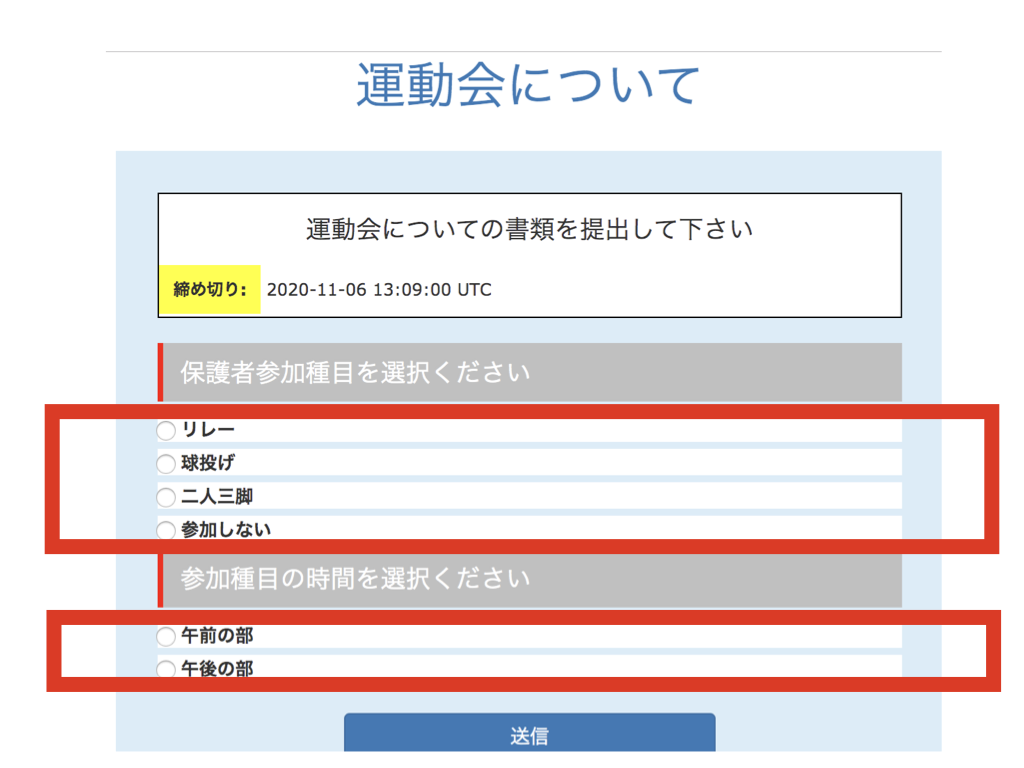 運動会について
運動会についての書類を提出して下さい
締め切り: 2020-11-06 13:09:00 UTC
保護者参加種目を選択ください
リレー
球投げ
二人三脚
参加しない
参加種目の時間を選択ください
午前の部
午後の部
送信